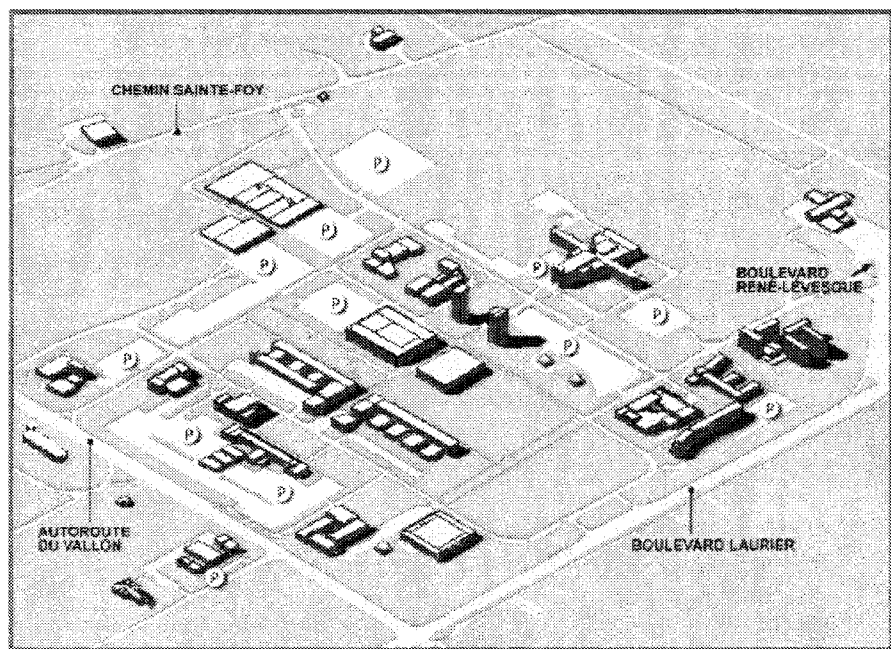 CHEMIN SAINTE-FOY
P
P
P
P
BOULEVARD
RENÉ-LÉVESQUE
P
P
P
P
P
P
P
AUTOROUTE
DU VALLON
BOULEVARD LAURIER
P